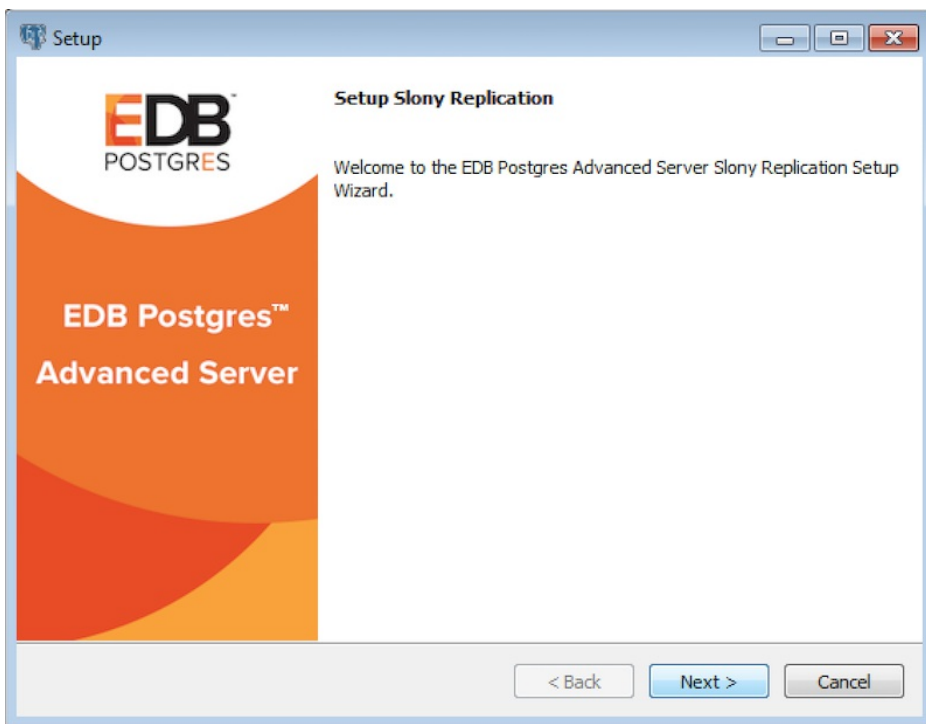 Setup
EDB™
POSTGRES
EDB Postgres™
Advanced Server
Setup Slony Replication
Welcome to the EDB Postgres Advanced Server Slony Replication Setup
Wizard.
< Back
Next >
Cancel